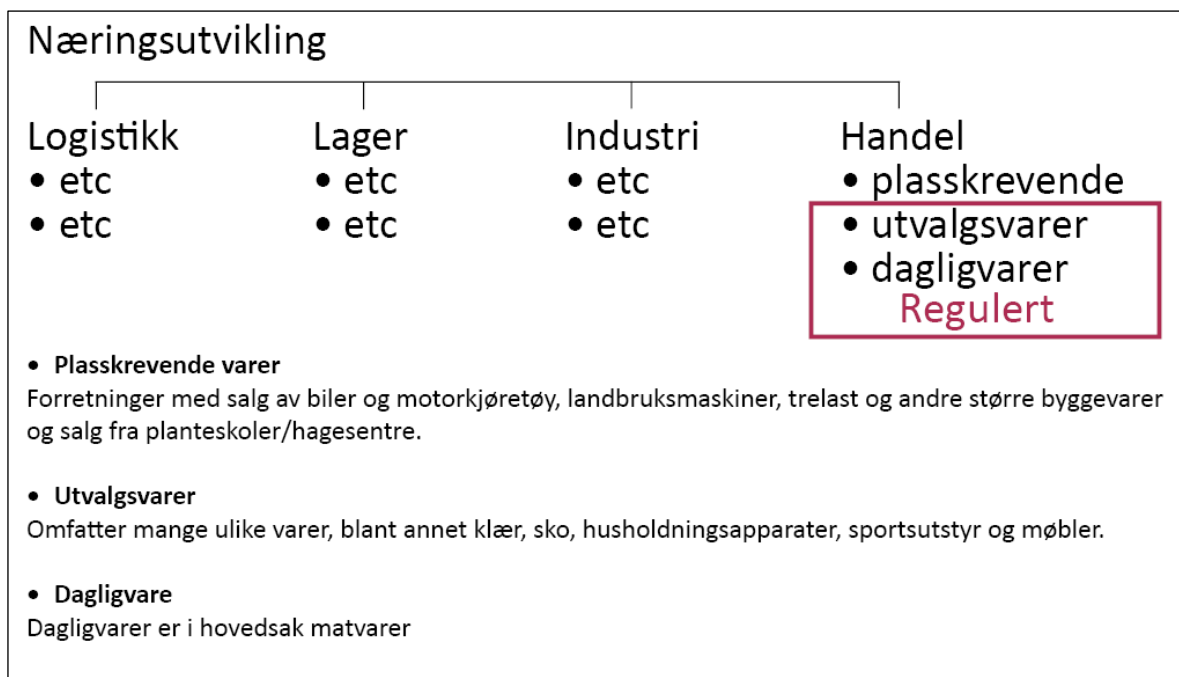 Næringsutvikling
Logistikk
• etc
• etc
Lager
• etc
• etc
Industri
• etc
• etc
Handel
• plasskrevende
• utvalgsvarer
• dagligvarer
Regulert
• Plasskrevende varer
Forretninger med salg av biler og motorkjøretøy, landbruksmaskiner, trelast og andre større byggevarer
og salg fra planteskoler/hagesentre.
• Utvalgsvarer
Omfatter mange ulike varer, blant annet klær, sko, husholdningsapparater, sportsutstyr og møbler.
• Dagligvare
Dagligvarer er i hovedsak matvarer